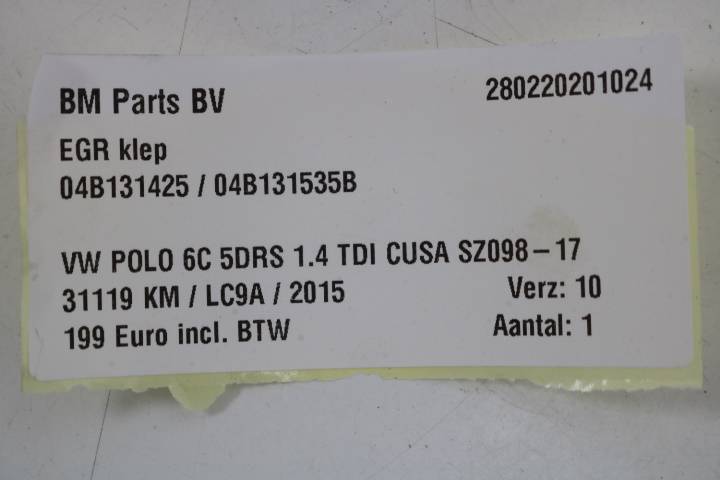 BM Parts BV 280220201024
EGR klep
04B131425 / 04B131535B
VW POLO 6C 5DRS 1.4 TDI CUSA SZ098-17
31119 KM / LC9A / 2015 Verz: 10
199 Euro incl. BTW Aantal: 1